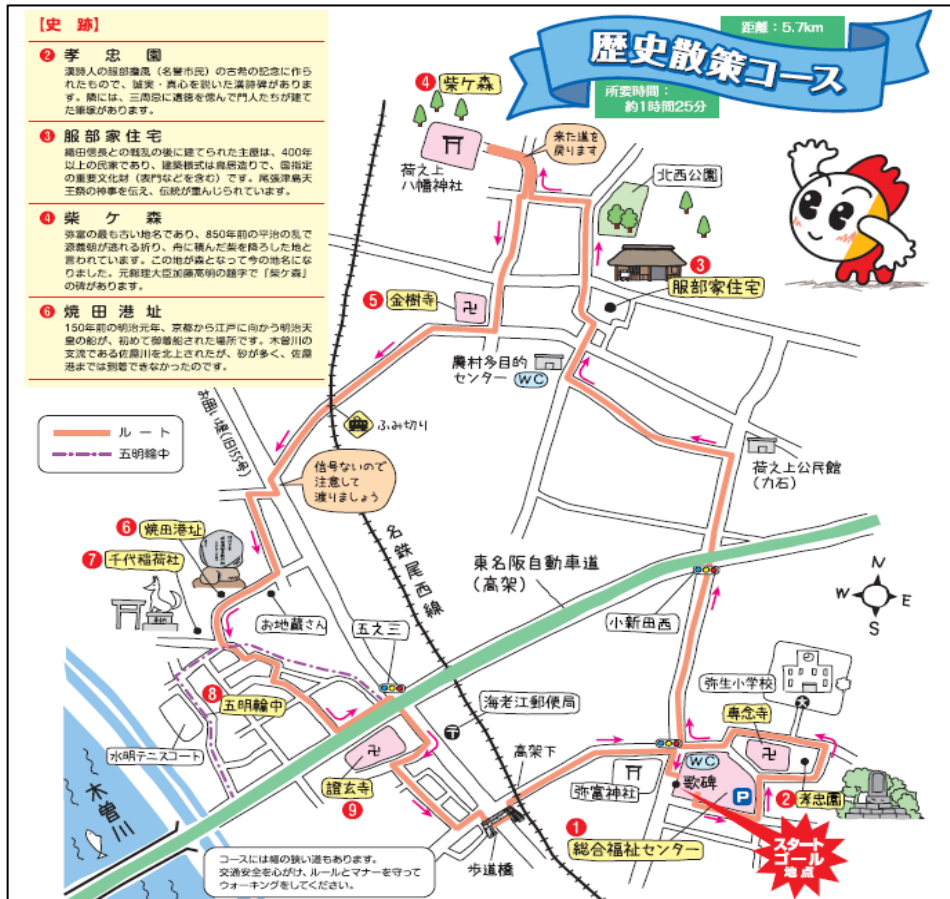 【史 跡】
❷ 孝 忠 園
漢詩人の服部擔風（名誉市民）の古希の記念に作ら
れたもので、誠実・真心を説いた漢詩碑がありま
す。隣には、三周忌に遺徳を偲んで門人たちが建て
た筆塚があります。
❸ 服部家住宅
織田信長との戦乱の後に建てられた主屋は、400年
以上の民家であり、建築様式は鳥居造りで、国指定
の重要文化財（表門などを含む）です。尾張津島天
王祭の神事を伝え、伝統が重んじられています。
❹ 柴 ケ 森
弥富の最も古い地名であり、850年前の平治の乱で
源義朝が逃れる折り、舟に積んだ柴を降ろした地と
言われています。この地が森となって今の地名に
なりました。元総理大臣加藤高明の題字で「柴ケ森」
の碑があります。
❻ 焼 田 港 址
150年前の明治元年、京都から江戸に向かう明治天
皇の船が、初めて御着船された場所です。木曽川の
支流である佐屋川を北上されたが、砂が多く、佐屋
港までは到着できなかったのです。
距離：5.7km
歴史散策コース
所要時間：
約1時間25分
❹ 柴ケ森
荷之上
八幡神社
来た道を
戻ります
北西公園
❸
服部家住宅
❺ 金樹寺
農村多目的
センター WC
お囲い堤(旧155号)
ふみ切り
ルート
五明輪中
信号ないので
注意して
渡りましょう
荷之上公民館
(力石)
❻ 焼田港址
❼ 千代稲荷社
名鉄尾西線
東名阪自動車道
(高架)
小新田西
N
W E
S
お地蔵さん
五之三
❽
五明輪中
海老江郵便局
弥生小学校
専念寺
水明テニスコート
高架下
證玄寺
❾
弥富神社
WC
歌碑
P
❷ 孝忠園
木曽川
❶
総合福祉センター
スタート
ゴール
地点
歩道橋
コースには幅の狭い道もあります。
交通安全を心がけ、ルールとマナーを守って
ウォーキングをしてください。